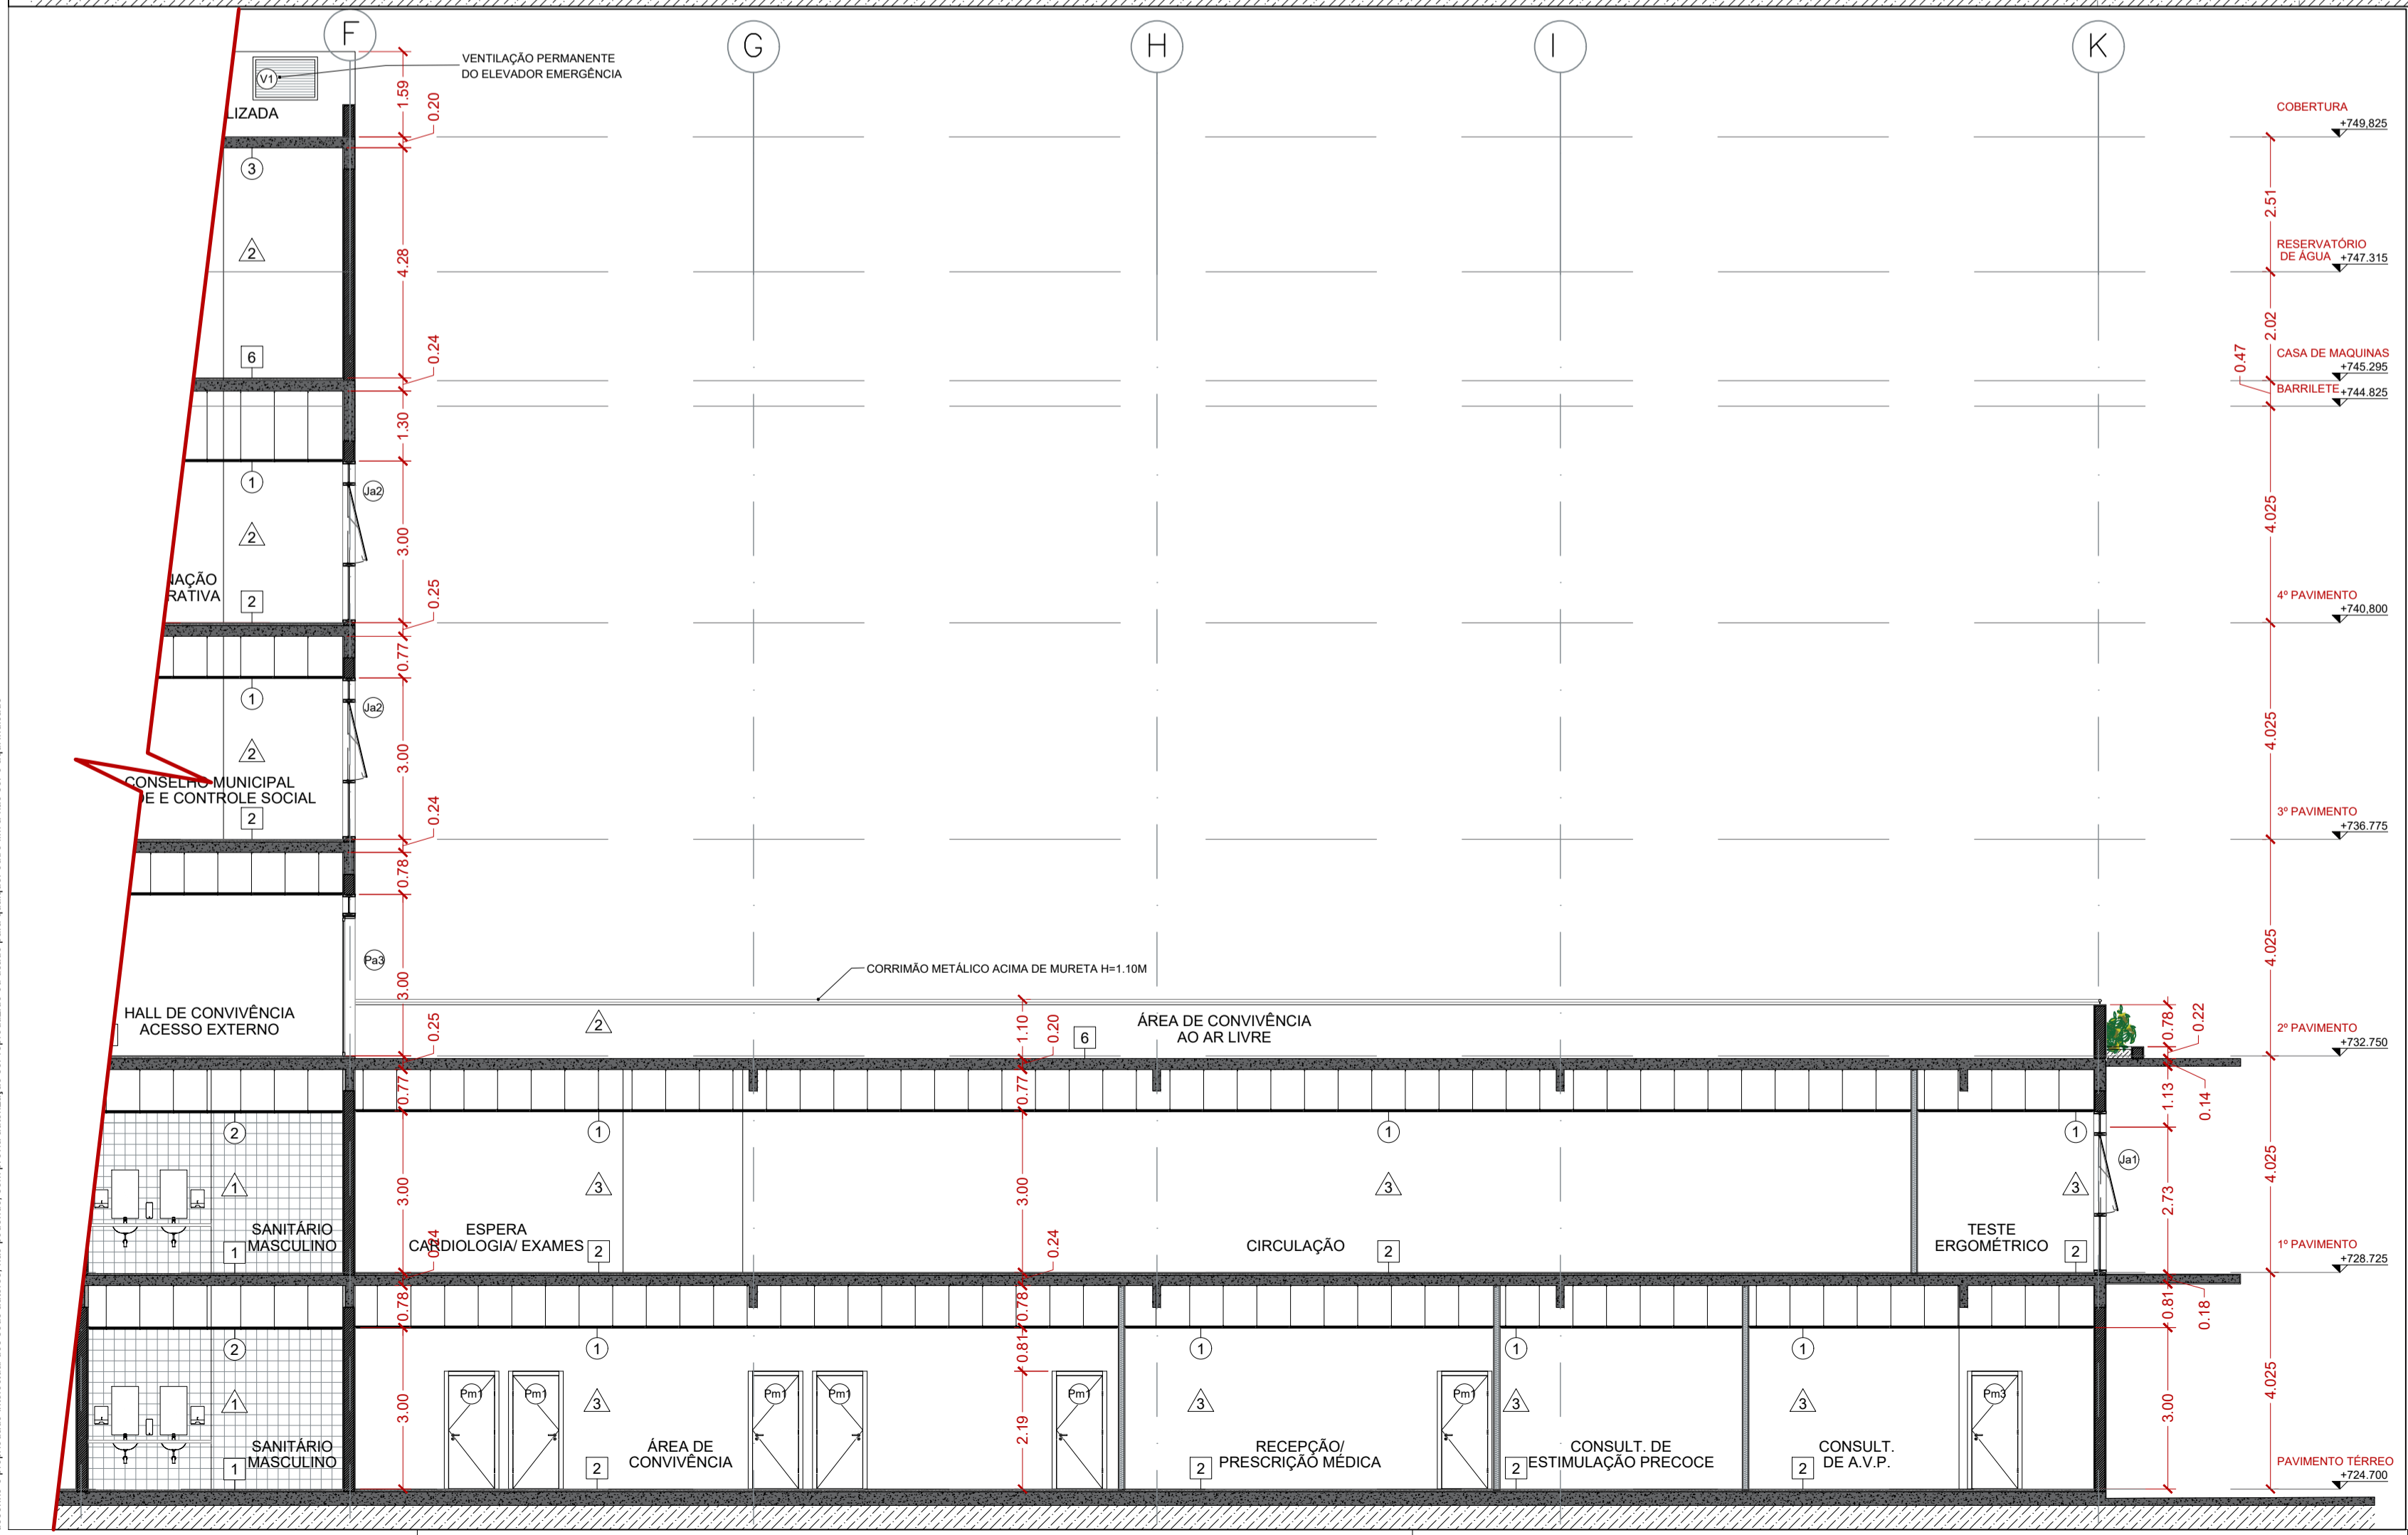 F
G
H
I
K
V1
VENTILAÇÃO PERMANENTE
DO ELEVADOR EMERGÊNCIA
LIZADA
1.59
0.20
COBERTURA
+749,825
3
2
4.28
2.51
RESERVATÓRIO
DE ÁGUA
+747.315
2.02
6
0.24
0.47
CASA DE MAQUINAS
+745.295
BARRILETE
+744.825
1.30
1
Ja2
2
3.00
4.025
NAÇÃO
RATIVA
2
0.25
4º PAVIMENTO
+740,800
0.77
1
Ja2
2
3.00
4.025
CONSELHO MUNICIPAL
DE E CONTROLE SOCIAL
2
0.24
3º PAVIMENTO
+736.775
0.78
Pa3
3.00
4.025
CORRIMÃO METÁLICO ACIMA DE MURETA H=1.10M
HALL DE CONVIVÊNCIA
ACESSO EXTERNO
0.25
2
1.10
0.20
6
ÁREA DE CONVIVÊNCIA
AO AR LIVRE
0.78
0.22
2º PAVIMENTO
+732.750
0.77
0.77
1.13
0.14
2
1
1
1
Ja1
1
3.00
3
3.00
3
3
2.73
4.025
SANITÁRIO
MASCULINO
1
ESPERA
CARDIOLOGIA/ EXAMES
2
0.24
0.24
CIRCULAÇÃO
2
TESTE
ERGOMÉTRICO
2
1º PAVIMENTO
+728.725
0.78
0.78
0.81
0.18
2
1
0.81
1
1
1
Pm1
Pm1
Pm1
Pm1
Pm1
Pm1
Pm3
1
3.00
3
2.19
3
3
3
3.00
4.025
SANITÁRIO
MASCULINO
1
2
ÁREA DE
CONVIVÊNCIA
2
RECEPÇÃO/
PRESCRIÇÃO MÉDICA
2
CONSULT. DE
ESTIMULAÇÃO PRECOCE
2
CONSULT.
DE A.V.P.
PAVIMENTO TÉRREO
+724.700